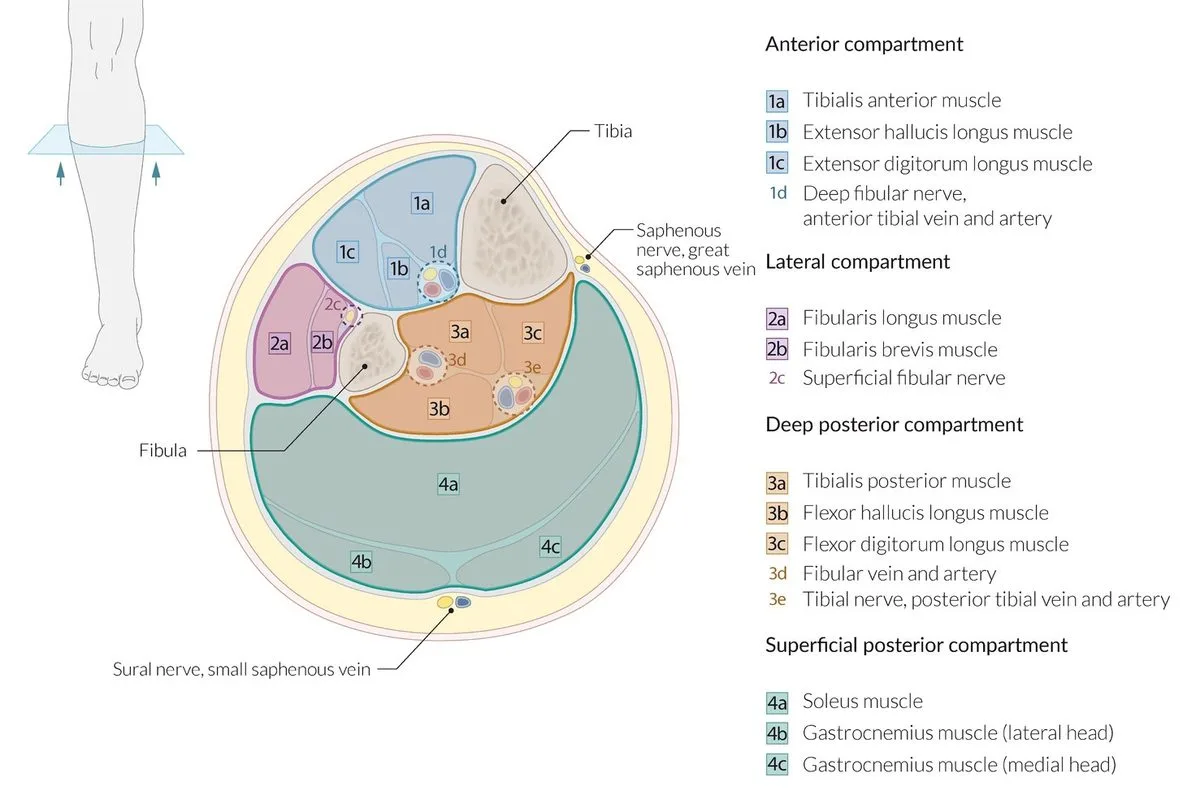 Tibia
Saphenous
nerve, great
saphenous vein
1a
1c
1b
1d
2c
2a
2b
3a
3c
3d
3e
3b
Fibula
4a
4b
4c
Sural nerve, small saphenous vein
Anterior compartment
1a Tibialis anterior muscle
1b Extensor hallucis longus muscle
1c Extensor digitorum longus muscle
1d Deep fibular nerve,
anterior tibial vein and artery
Lateral compartment
2a Fibularis longus muscle
2b Fibularis brevis muscle
2c Superficial fibular nerve
Deep posterior compartment
3a Tibialis posterior muscle
3b Flexor hallucis longus muscle
3c Flexor digitorum longus muscle
3d Fibular vein and artery
3e Tibial nerve, posterior tibial vein and artery
Superficial posterior compartment
4a Soleus muscle
4b Gastrocnemius muscle (lateral head)
4c Gastrocnemius muscle (medial head)